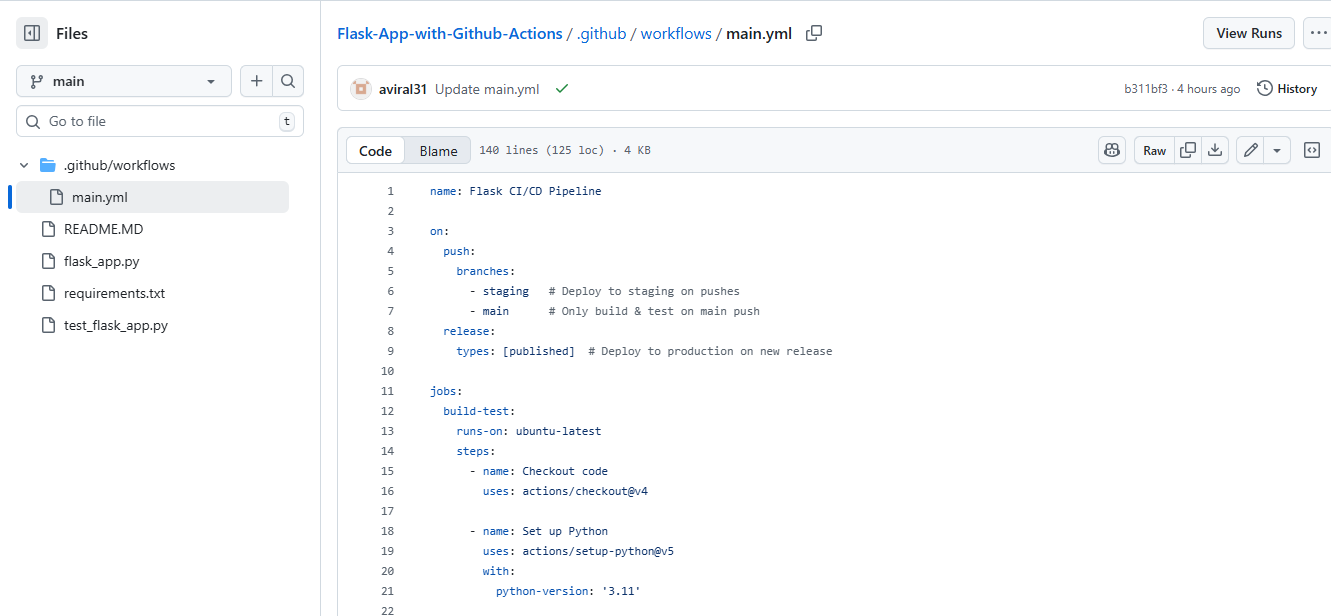 Files
main
Go to file
t
.github/workflows
main.yml
README.MD
flask_app.py
requirements.txt
test_flask_app.py
Flask-App-with-Github-Actions / .github / workflows / main.yml
View Runs
aviral31 Update main.yml
b311bf3 · 4 hours ago
History
Code
Blame
140 lines (125 loc) · 4 KB
Raw
1 name: Flask CI/CD Pipeline
2
3 on:
4   push:
5     branches:
6       - staging   # Deploy to staging on pushes
7       - main      # Only build & test on main push
8   release:
9     types: [published]  # Deploy to production on new release
10
11 jobs:
12   build-test:
13     runs-on: ubuntu-latest
14     steps:
15       - name: Checkout code
16         uses: actions/checkout@v4
17
18       - name: Set up Python
19         uses: actions/setup-python@v5
20         with:
21           python-version: '3.11'
22